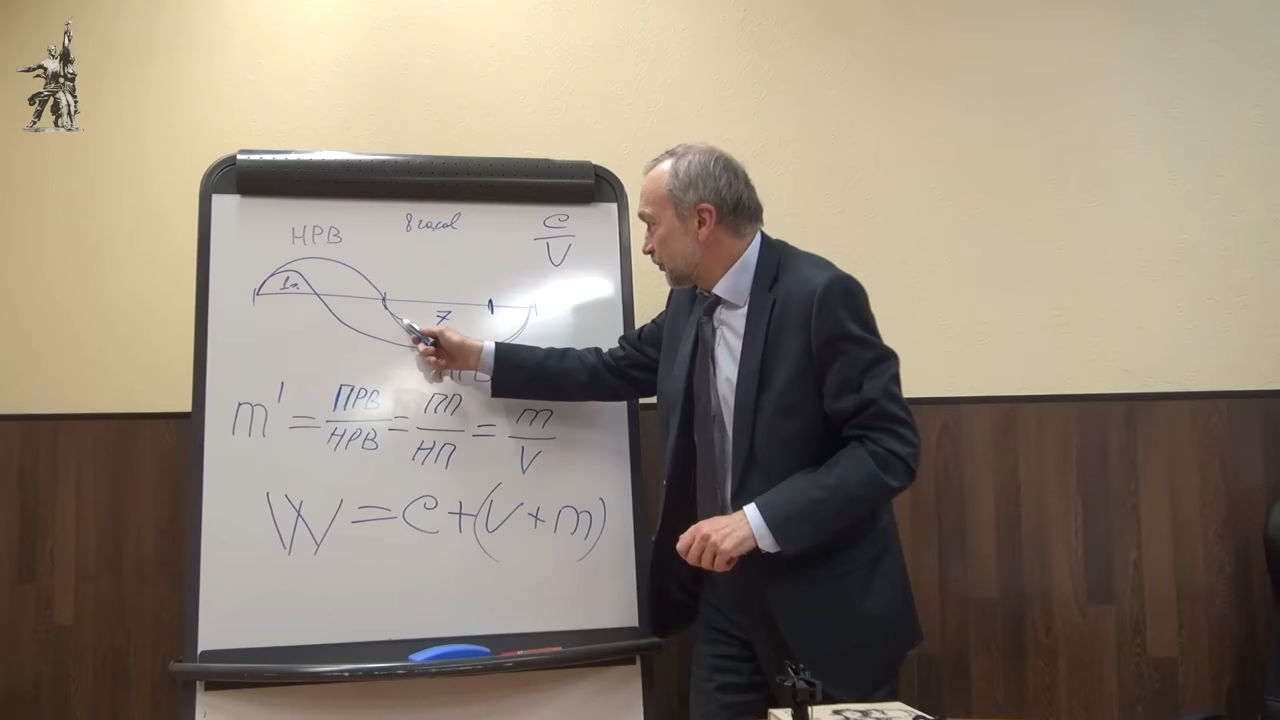 НРВ 8 часов c/V
1ч.
7
m' = ПРВ/НРВ = ПП/НП = m/V
W = c + (V + m)